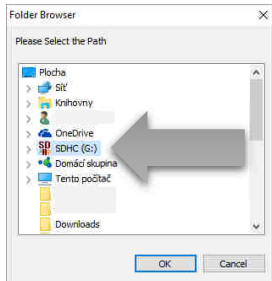 Folder Browser
Please Select the Path
Plocha
Síť
Knihovny
OneDrive
SDHC (G:)
Domácí skupina
Tento počítač
Downloads
OK
Cancel